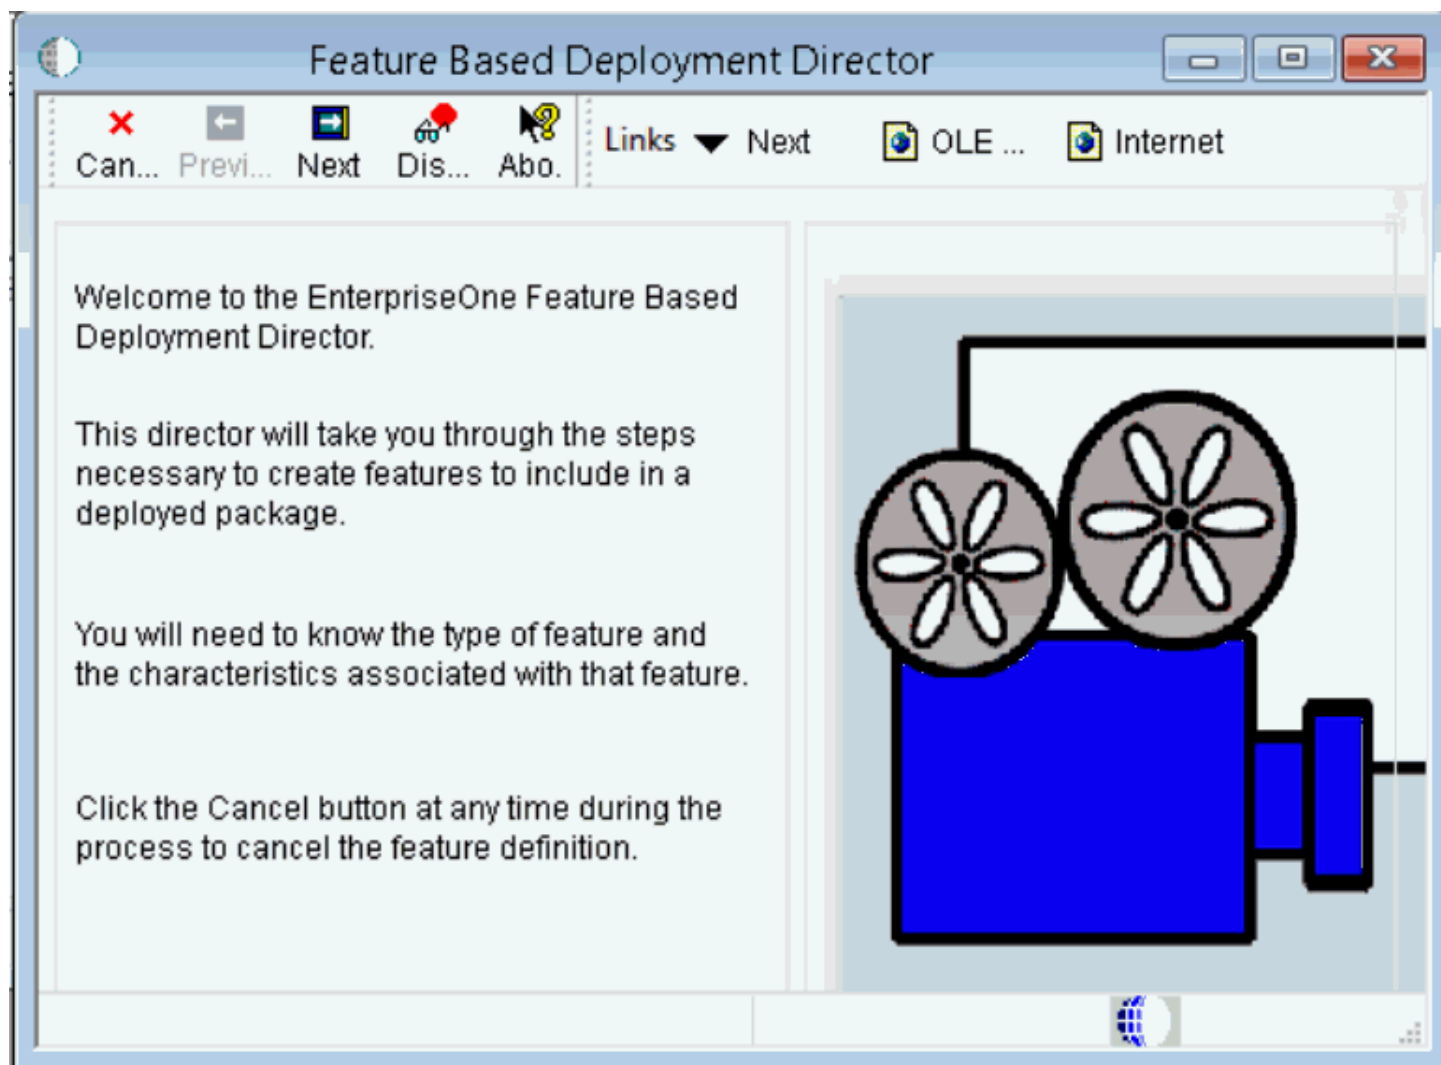 Feature Based Deployment Director
Can... Previ... Next Dis... Abo. Links Next OLE ... Internet
Welcome to the EnterpriseOne Feature Based
Deployment Director.
This director will take you through the steps
necessary to create features to include in a
deployed package.
You will need to know the type of feature and
the characteristics associated with that feature.
Click the Cancel button at any time during the
process to cancel the feature definition.